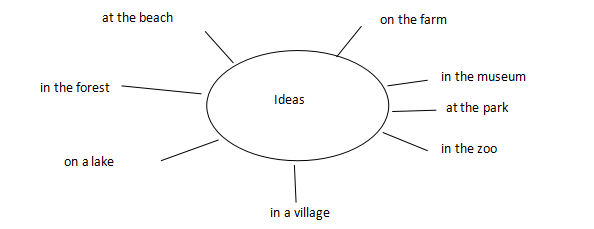 at the beach
on the farm
in the museum
in the forest
Ideas
at the park
in the zoo
on a lake
in a village